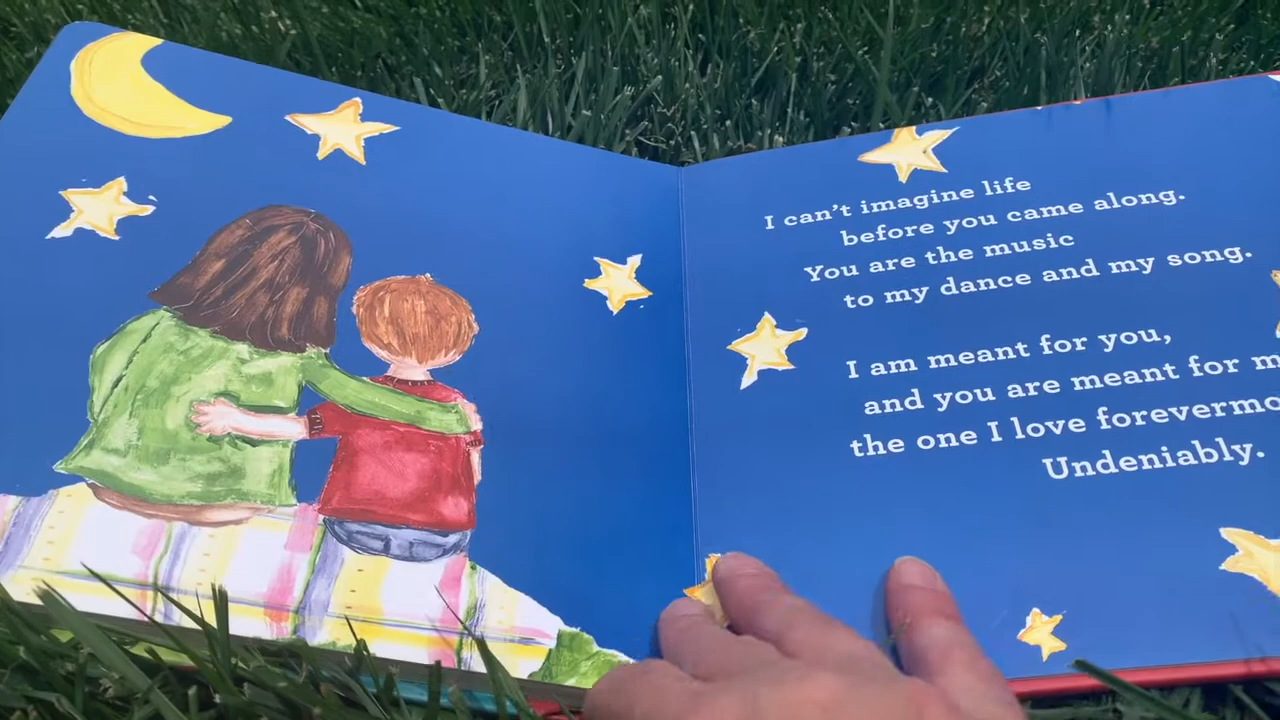 I can't imagine life
before you came along.
You are the music
to my dance and my song.
I am meant for you,
and you are meant for
the one I love
Undeniably.